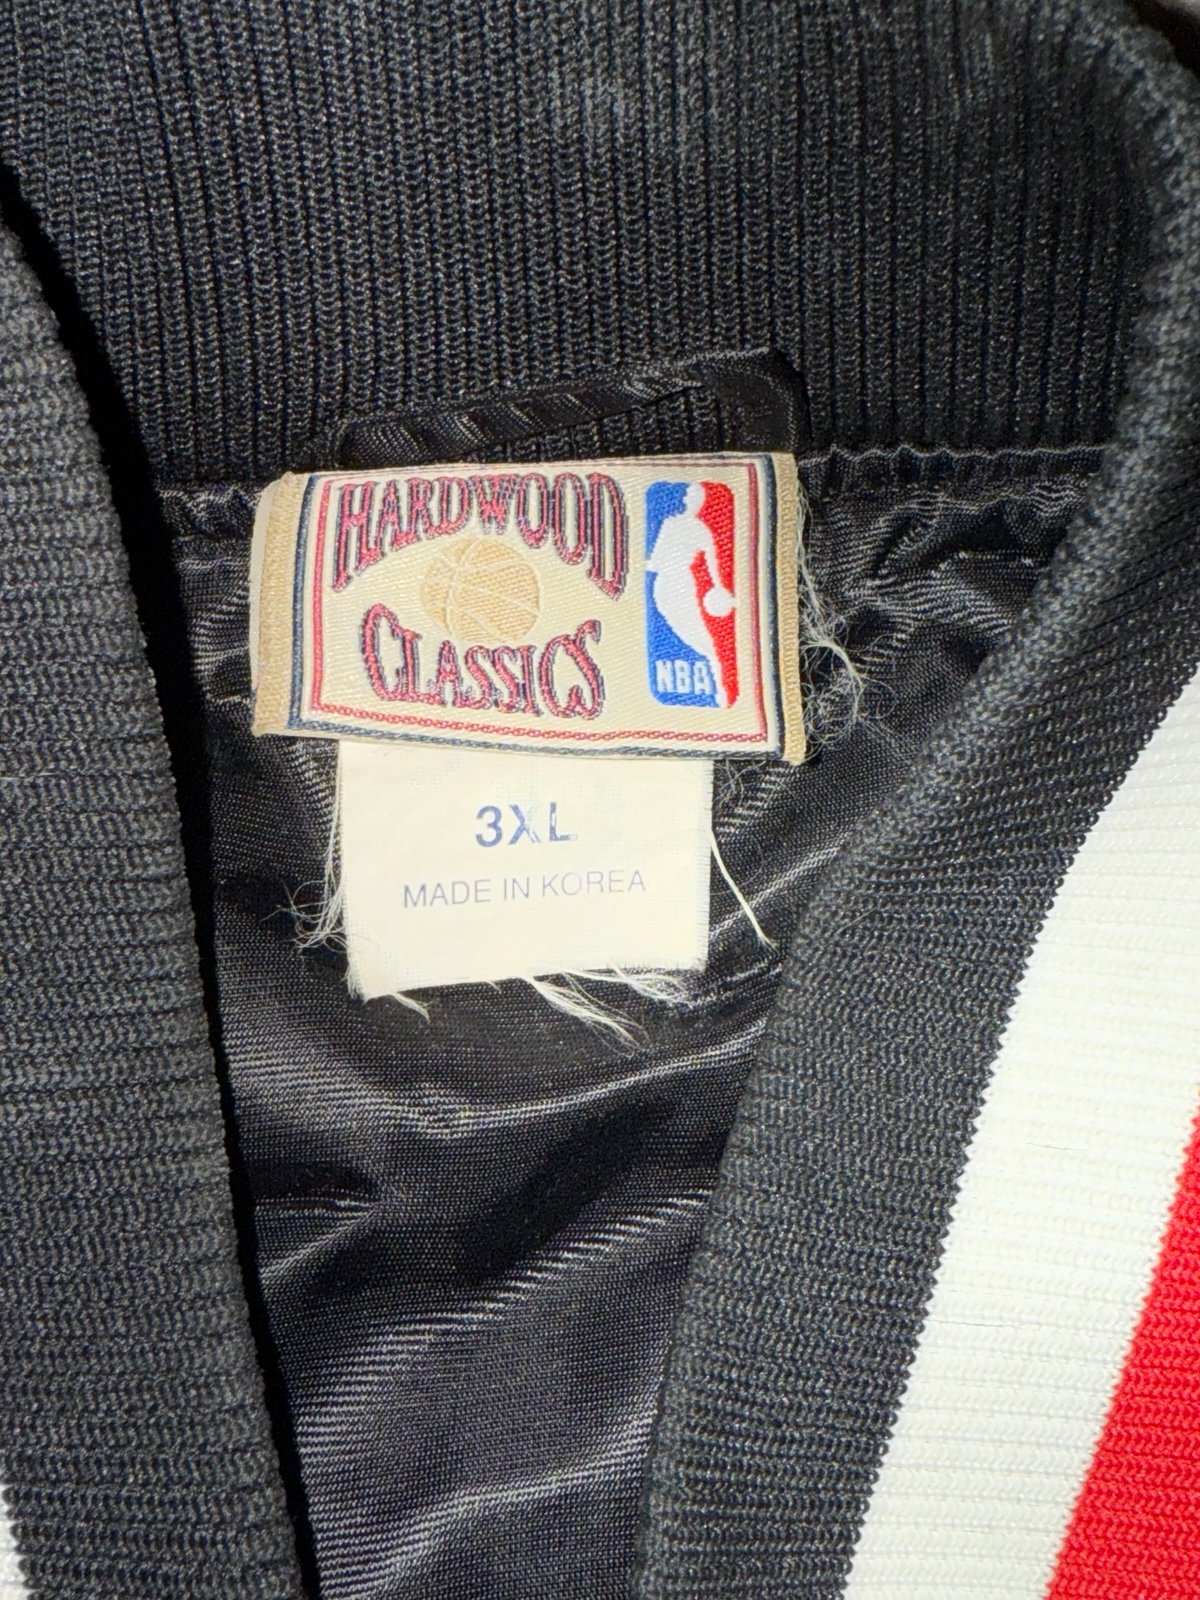 HARDWOOD
CLASSICS
NBA
3XL
MADE IN KOREA